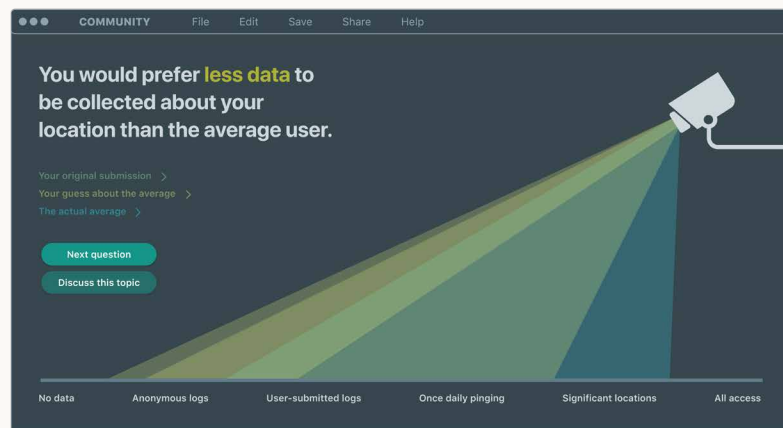 COMMUNITY File Edit Save Share Help
You would prefer less data to
be collected about your
location than the average user.
Your original submission >
Your guess about the average >
The actual average >
Next question
Discuss this topic
No data Anonymous logs User-submitted logs Once daily pinging Significant locations All access